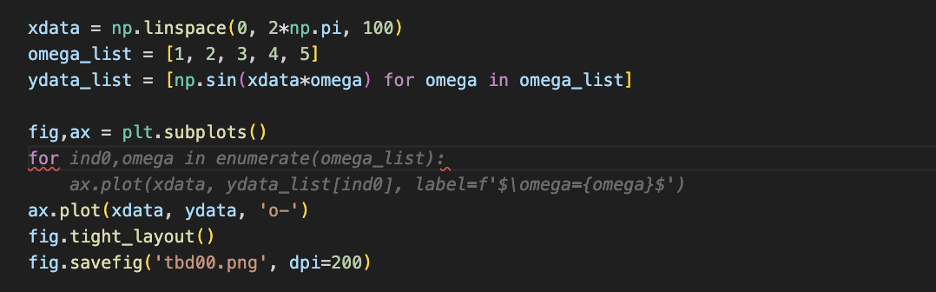 xdata = np.linspace(0, 2*np.pi, 100)
omega_list = [1, 2, 3, 4, 5]
ydata_list = [np.sin(xdata*omega) for omega in omega_list]

fig,ax = plt.subplots()
for ind0,omega in enumerate(omega_list):
    ax.plot(xdata, ydata_list[ind0], label=f'$\omega={omega}$')
ax.plot(xdata, ydata, 'o-')
fig.tight_layout()
fig.savefig('tbd00.png', dpi=200)